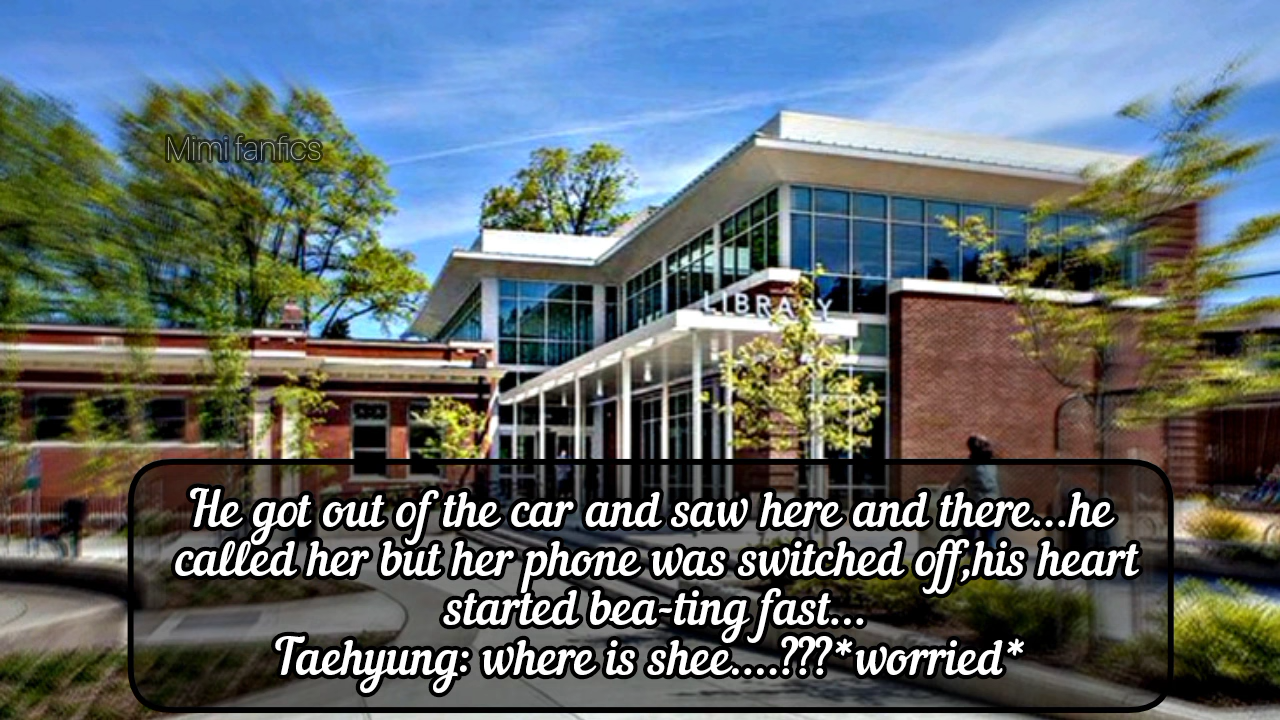 Mimi fanfics
LIBRARY
He got out of the car and saw here and there...he
called her but her phone was switched off,his heart
started bea-ting fast...
Taehyung: where is shee....???*worried*